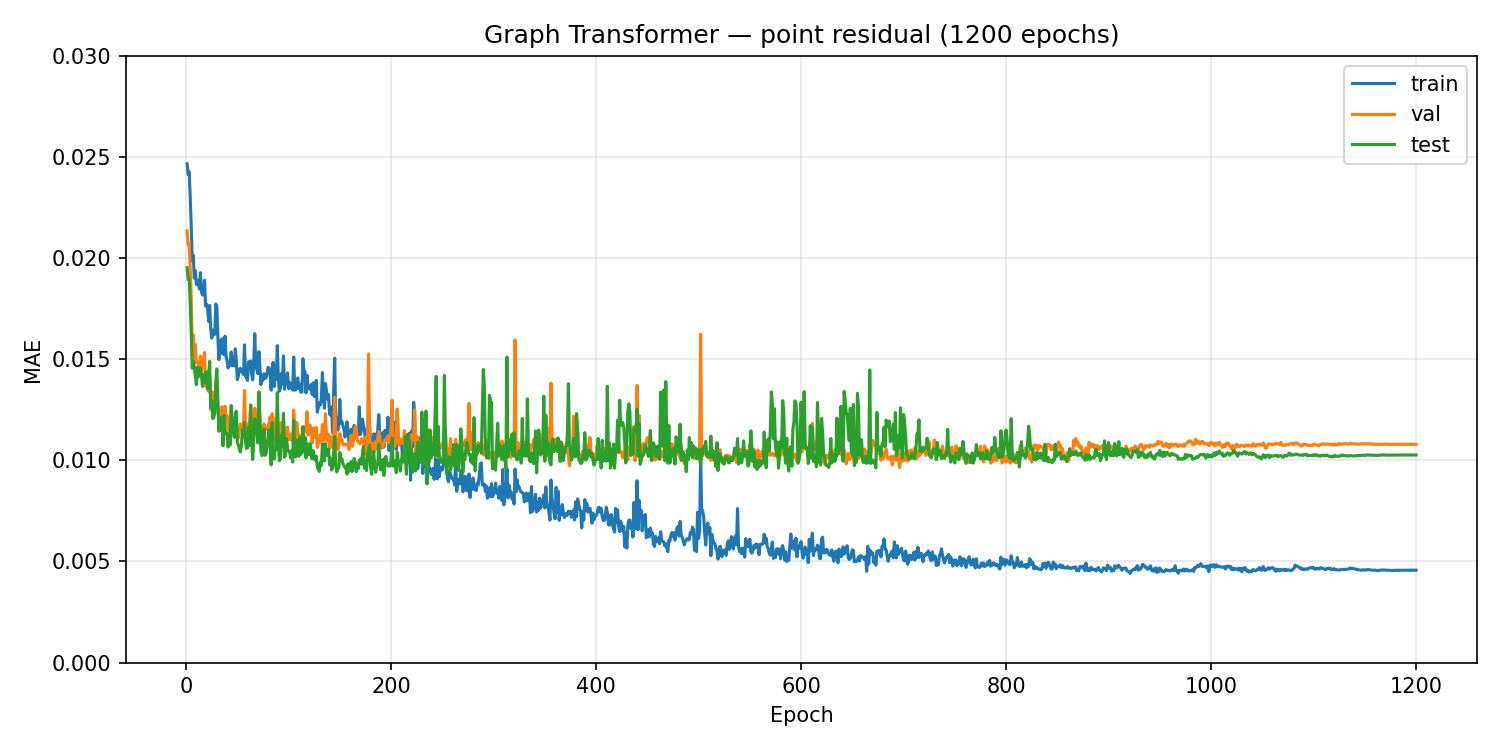 Graph Transformer — point residual (1200 epochs)
0.030
0.025
0.020
0.015
0.010
0.005
0.000
MAE
train
val
test
0 200 400 600 800 1000 1200
Epoch